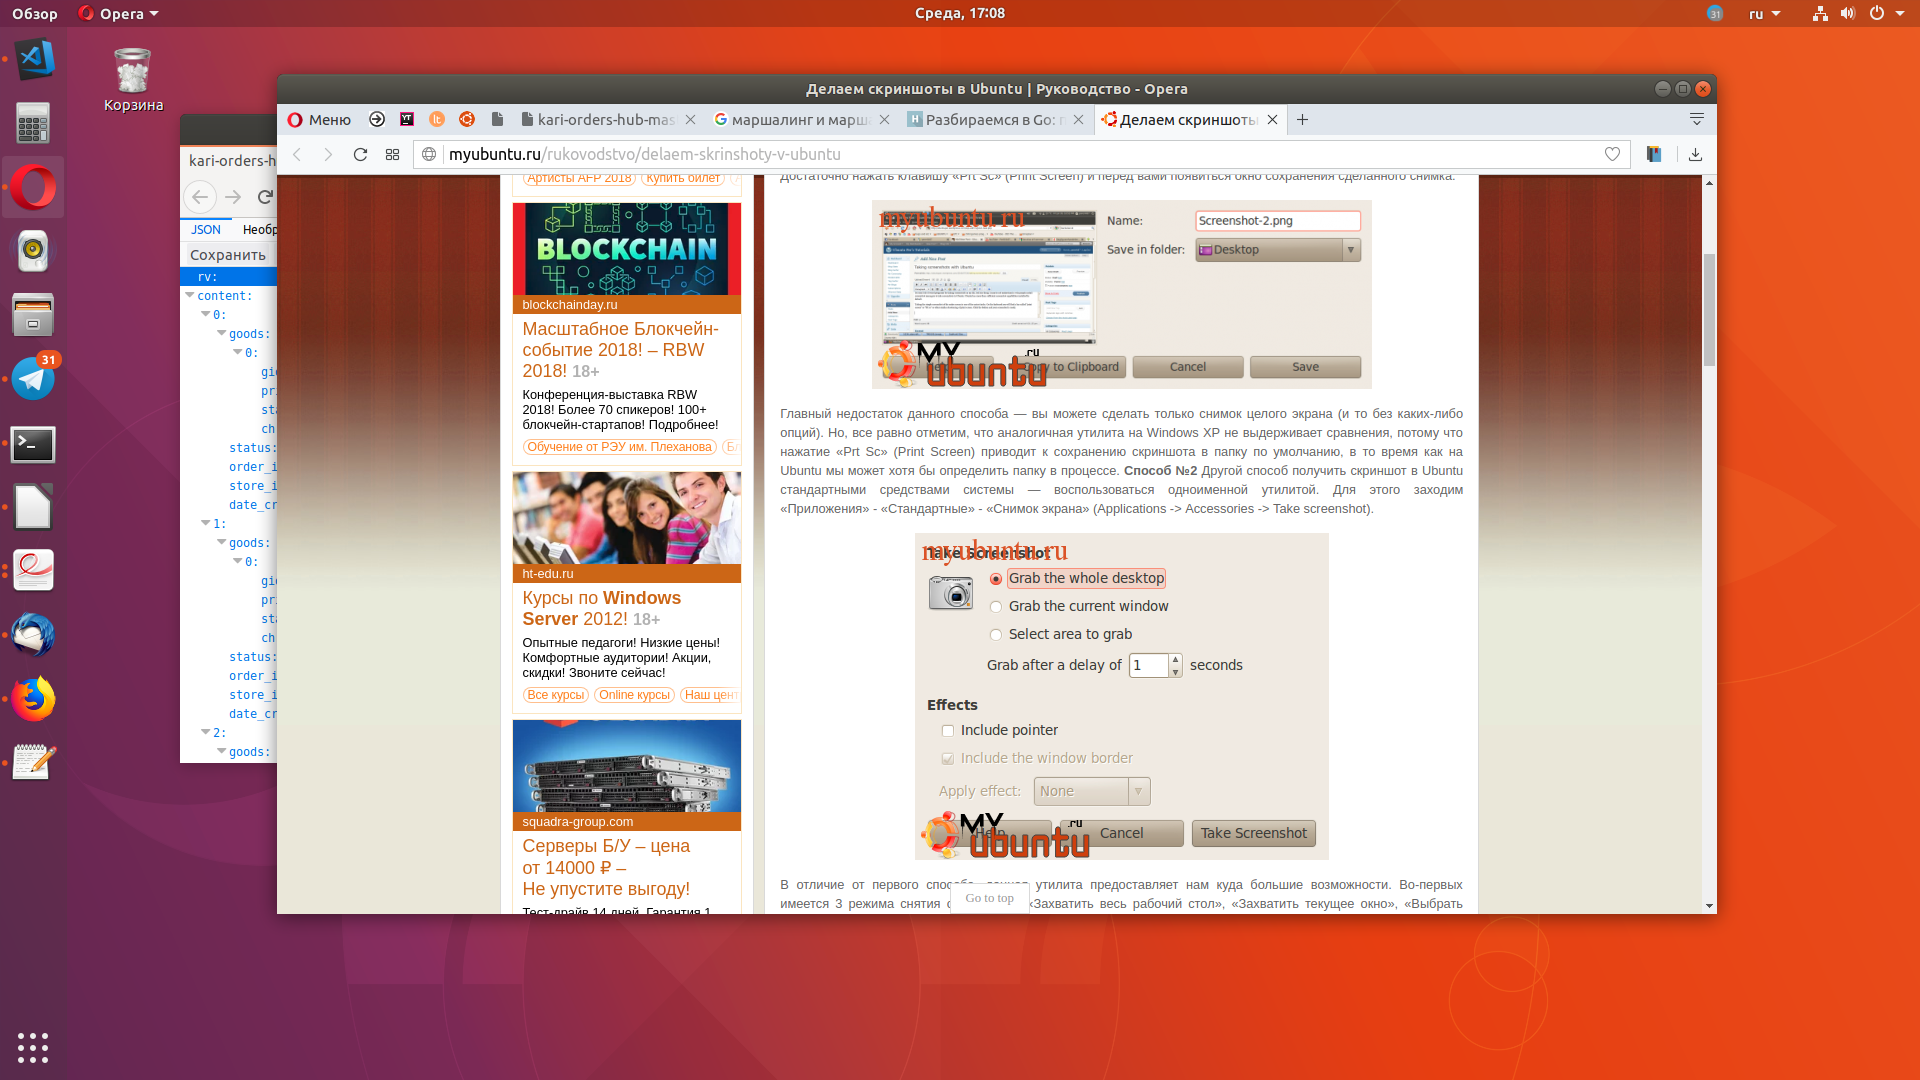 Обзор
Opera
Среда, 17:08
31
ru
Корзина
31
kari-orders-h
JSON
Сохранить
rv:
content:
0:
goods:
0:
status:
order_i
store_i
date_cr
1:
goods:
0:
status:
order_i
store_i
date_cr
2:
goods:
Делаем скриншоты в Ubuntu | Руководство - Opera
Меню
kari-orders-hub-mas
маршалинг и марша
Разбираемся в Go:
Делаем скриншоты
myubuntu.ru/rukovodstvo/delaem-skrinshoty-v-ubuntu
Артисты AFP 2018
Купить билет
BLOCKCHAIN
blockchainday.ru
Масштабное Блокчейн-
событие 2018! – RBW
2018! 18+
Конференция-выставка RBW
2018! Более 70 спикеров! 100+
блокчейн-стартапов! Подробнее!
Обучение от РЭУ им. Плеханова
ht-edu.ru
Курсы по Windows
Server 2012! 18+
Опытные педагоги! Низкие цены!
Комфортные аудитории! Акции,
скидки! Звоните сейчас!
Все курсы
Online курсы
Наш цент
squadra-group.com
Серверы Б/У – цена
от 14000 ₽ –
Не упустите выгоду!
Тест-драйв 14 дней. Гарантия 1
Достаточно нажать клавишу «Prt Sc» (Print Screen) и перед вами появиться окно сохранения сделанного снимка.
myubuntu.ru
Name:
Screenshot-2.png
Save in folder:
Desktop
Copy to Clipboard
Cancel
Save
My ubuntu .ru
Главный недостаток данного способа — вы можете сделать только снимок целого экрана (и то без каких-либо
опций). Но, все равно отметим, что аналогичная утилита на Windows XP не выдерживает сравнения, потому что
нажатие «Prt Sc» (Print Screen) приводит к сохранению скриншота в папку по умолчанию, в то время как на
Ubuntu мы может хотя бы определить папку в процессе. Способ №2 Другой способ получить скриншот в Ubuntu
стандартными средствами системы — воспользоваться одноименной утилитой. Для этого заходим
«Приложения» - «Стандартные» - «Снимок экрана» (Applications -> Accessories -> Take screenshot).
myubuntu.ru
Take Screenshot
Grab the whole desktop
Grab the current window
Select area to grab
Grab after a delay of 1 seconds
Effects
Include pointer
Include the window border
Apply effect: None
Help
Cancel
Take Screenshot
My ubuntu .ru
В отличие от первого способа, данная утилита предоставляет нам куда большие возможности. Во-первых
имеется 3 режима снятия «Захватить весь рабочий стол», «Захватить текущее окно», «Выбрать
Go to top